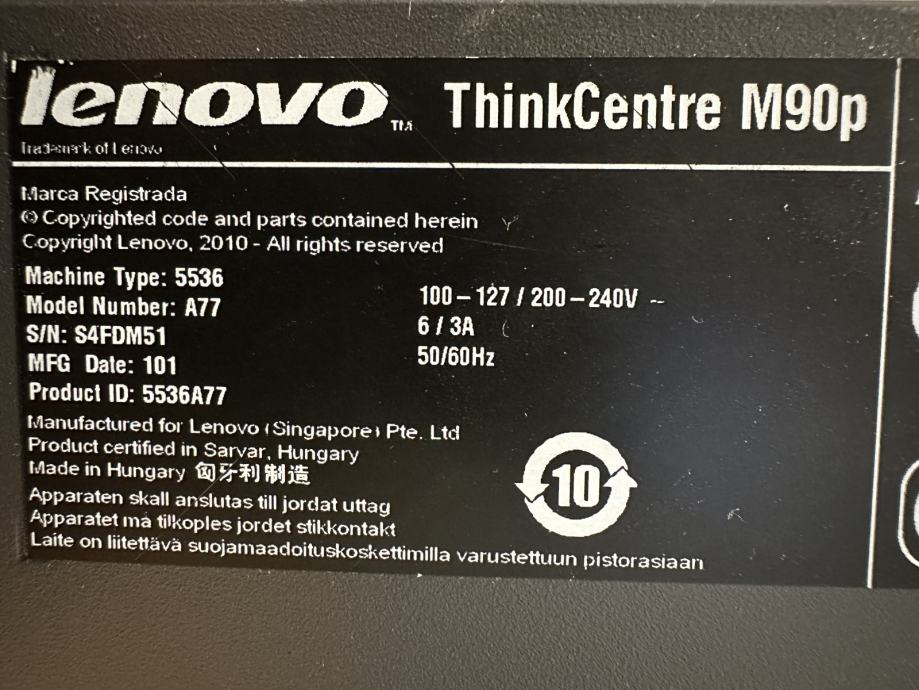 lenovo TM ThinkCentre M90p
Trademark of Lenovo
Marca Registrada
© Copyrighted code and parts contained herein
Copyright Lenovo, 2010 - All rights reserved
Machine Type: 5536
Model Number: A77
S/N: S4FDM51
MFG Date: 101
Product ID: 5536A77
100 – 127 / 200 – 240V ~
6 / 3A
50/60Hz
Manufactured for Lenovo (Singapore) Pte. Ltd
Product certified in Sarvar, Hungary
Made in Hungary 匈牙利制造
10
Apparaten skall anslutas till jordat uttag
Apparatet må tilkoples jordet stikkontakt
Laite on liitettävä suojamaadoituskoskettimilla varustettuun pistorasiaan